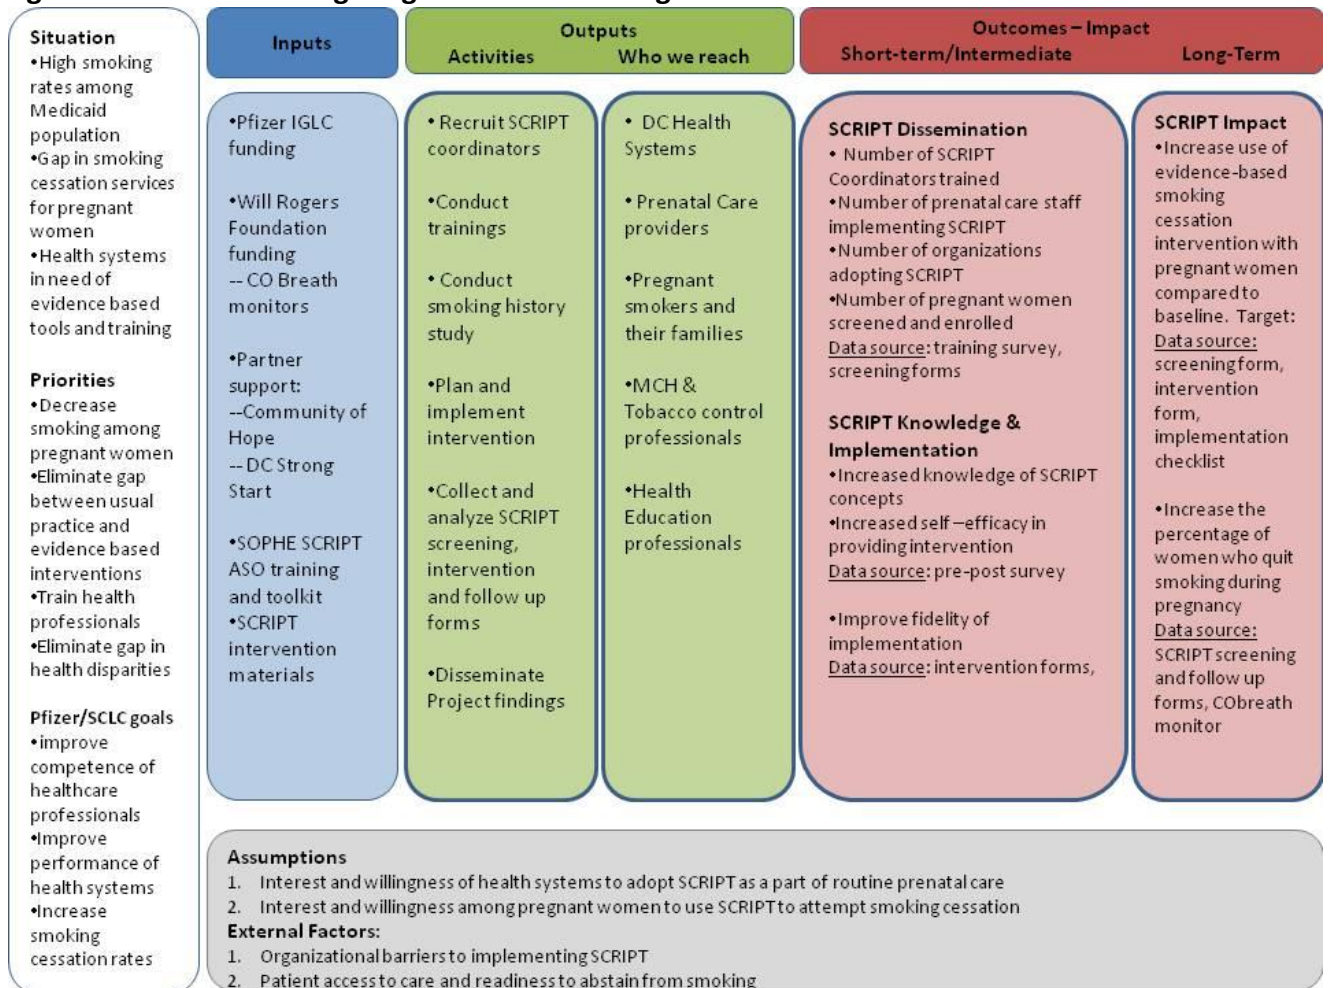 Situation
•High smoking
rates among
Medicaid
population
•Gap in smoking
cessation services
for pregnant
women
•Health systems
in need of
evidence based
tools and training
Priorities
•Decrease
smoking among
pregnant women
•Eliminate gap
between usual
practice and
evidence based
interventions
•Train health
professionals
•Eliminate gap in
health disparities
Pfizer/SCLC goals
•improve
competence of
healthcare
professionals
•Improve
performance of
health systems
•Increase
smoking
cessation rates
Inputs
•Pfizer IGLC
funding
•Will Rogers
Foundation
funding
-- CO Breath
monitors
•Partner
support:
--Community of
Hope
-- DC Strong
Start
•SOPHE SCRIPT
ASO training
and toolkit
•SCRIPT
intervention
materials
Outputs
Activities
• Recruit SCRIPT
coordinators
•Conduct
trainings
• Conduct
smoking history
study
•Plan and
implement
intervention
•Collect and
analyze SCRIPT
screening,
intervention
and follow up
forms
•Disseminate
Project findings
Who we reach
• DC Health
Systems
• Prenatal Care
providers
•Pregnant
smokers and
their families
•MCH &
Tobacco control
professionals
•Health
Education
professionals
Outcomes – Impact
Short-term/Intermediate
SCRIPT Dissemination
• Number of SCRIPT
Coordinators trained
•Number of prenatal care staff
implementing SCRIPT
•Number of organizations
adopting SCRIPT
•Number of pregnant women
screened and enrolled
Data source: training survey,
screening forms
SCRIPT Knowledge &
Implementation
•Increased knowledge of SCRIPT
concepts
•Increased self –efficacy in
providing intervention
Data source: pre-post survey
•Improve fidelity of
implementation
Data source: intervention forms,
Long-Term
SCRIPT Impact
•Increase use of
evidence-based
smoking
cessation
intervention with
pregnant women
compared to
baseline. Target:
Data source:
screening form,
intervention
form,
implementation
checklist
•Increase the
percentage of
women who quit
smoking during
pregnancy
Data source:
SCRIPT screening
and follow up
forms, CObreath
monitor
Assumptions
1. Interest and willingness of health systems to adopt SCRIPT as a part of routine prenatal care
2. Interest and willingness among pregnant women to use SCRIPT to attempt smoking cessation
External Factors:
1. Organizational barriers to implementing SCRIPT
2. Patient access to care and readiness to abstain from smoking